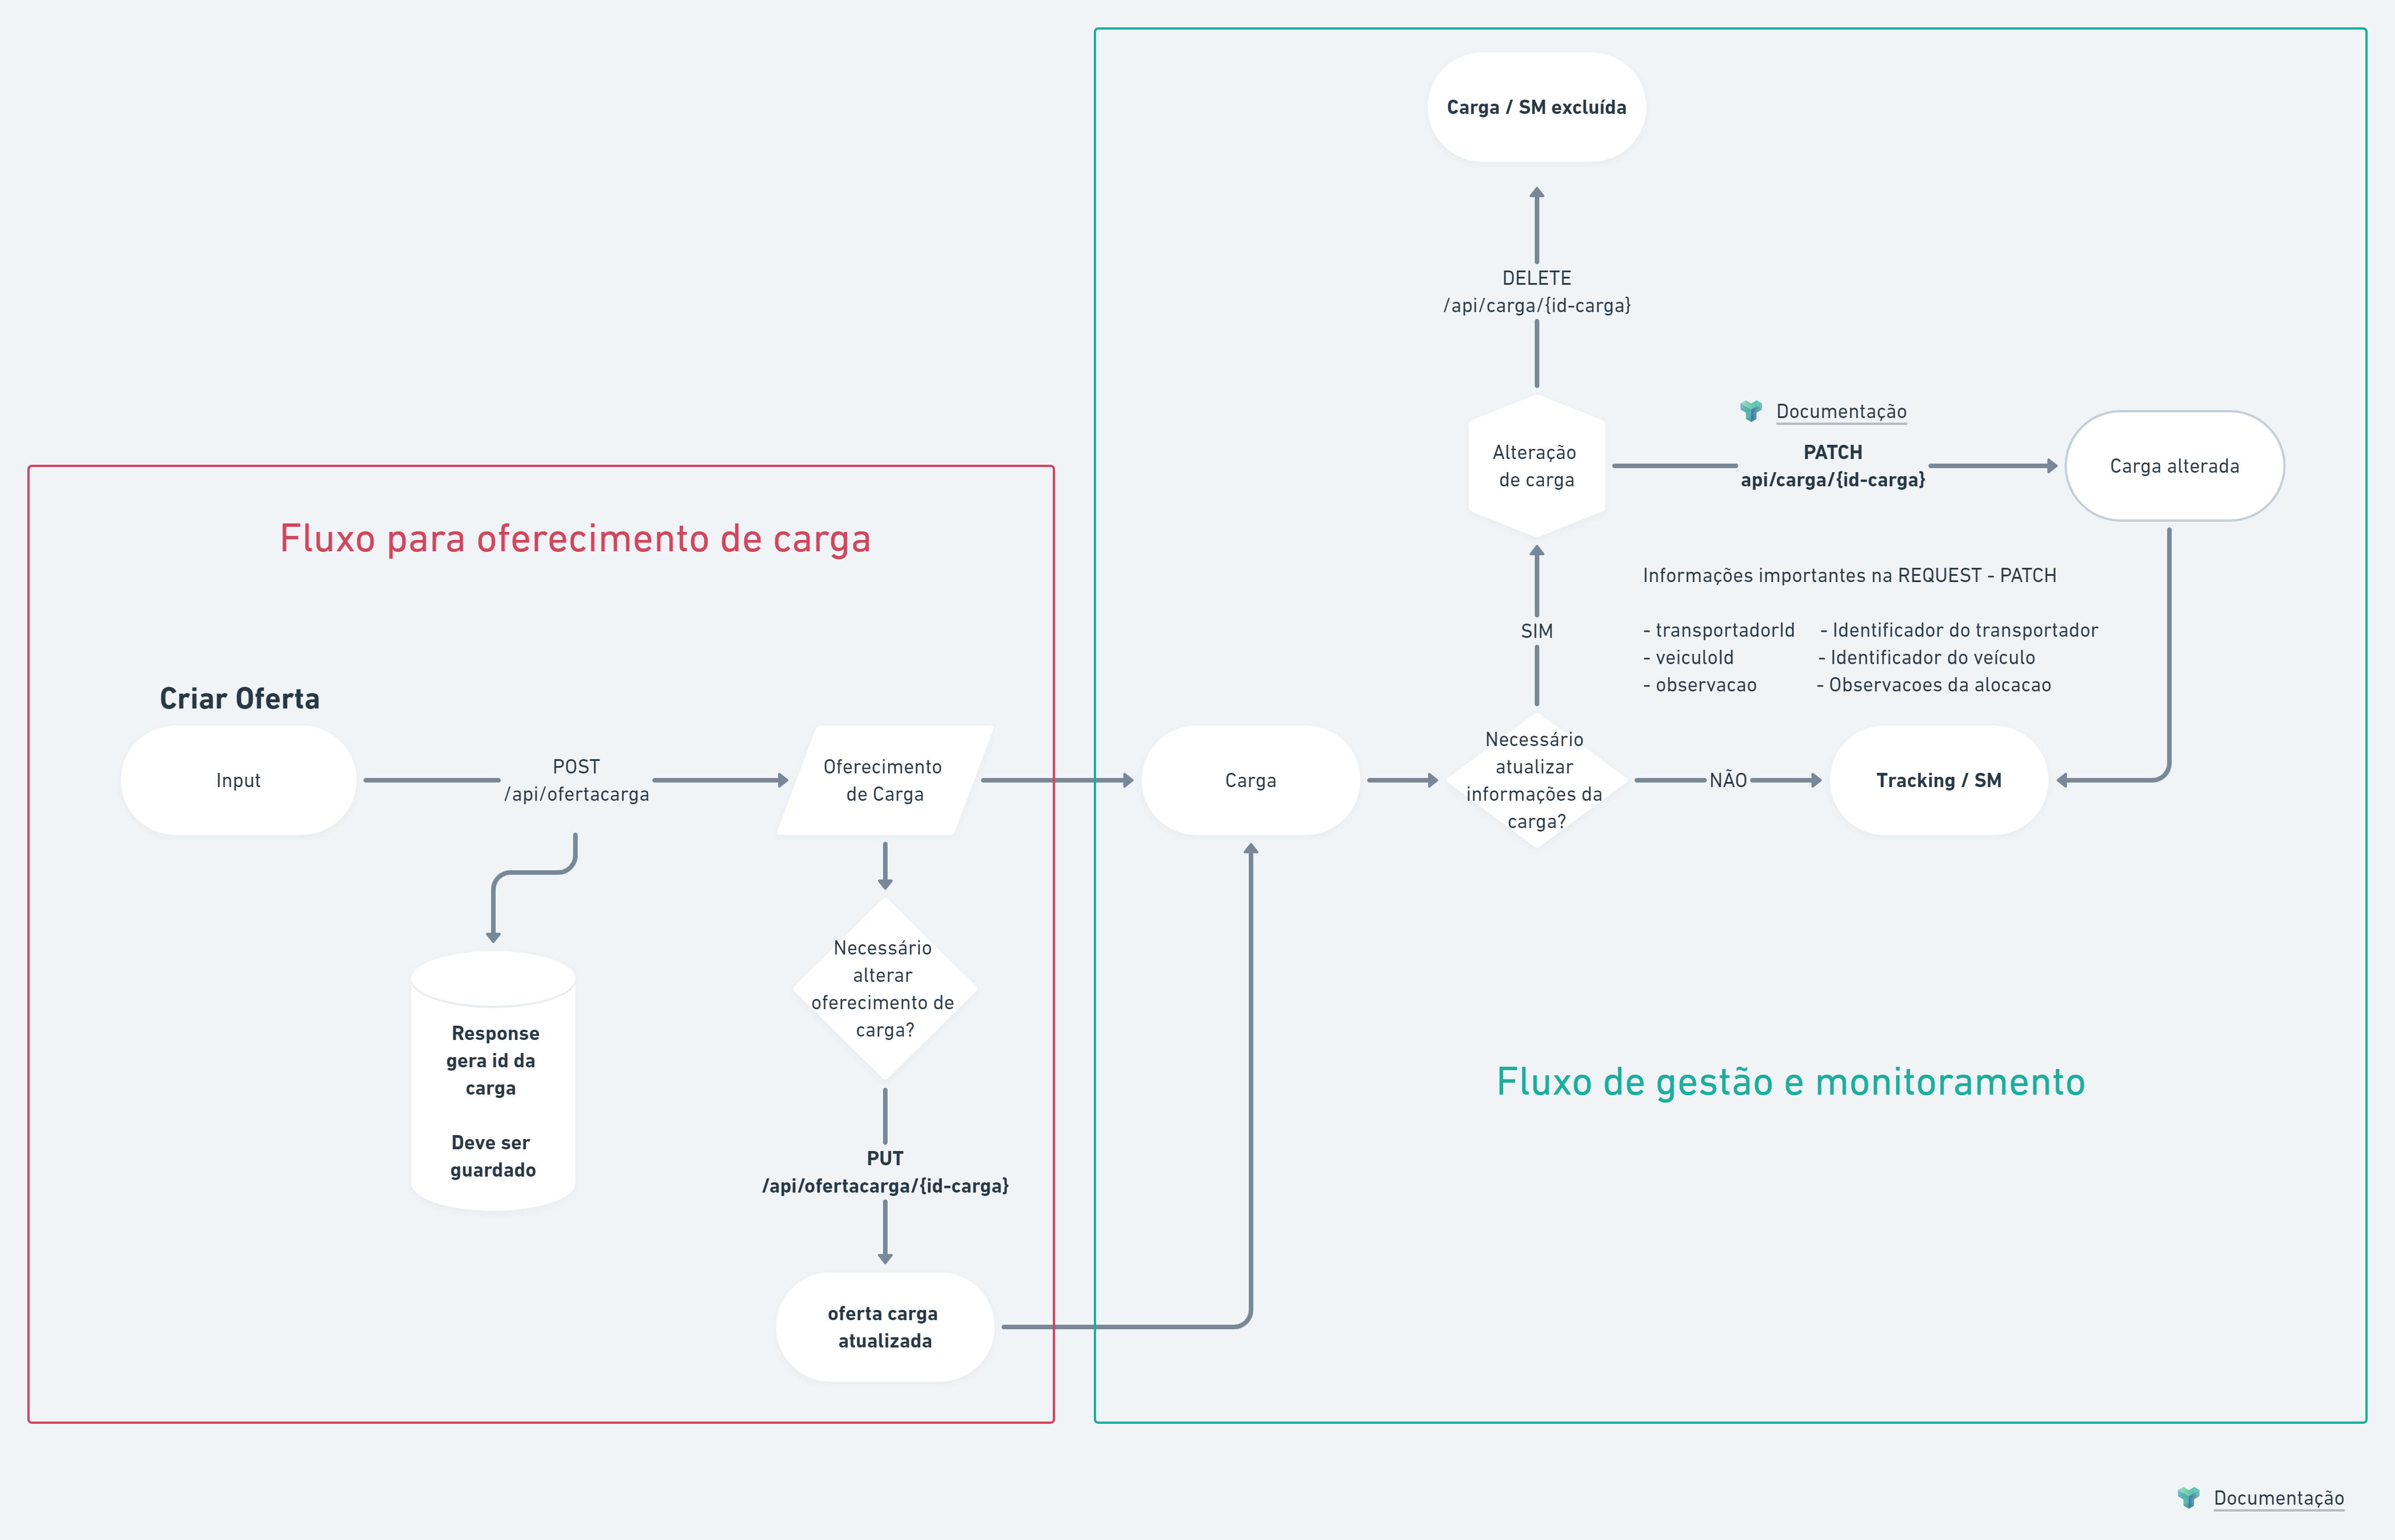 Carga / SM excluída
DELETE
/api/carga/{id-carga}
Alteração
de carga
Documentação
PATCH
api/carga/{id-carga}
Carga alterada
Fluxo para oferecimento de carga
Informações importantes na REQUEST - PATCH
SIM
- transportadorId - Identificador do transportador
- veiculoId - Identificador do veículo
- observacao - Observacoes da alocacao
Criar Oferta
Input
POST
/api/ofertacarga
Oferecimento
de Carga
Carga
Necessário
atualizar
informações da
carga?
NÃO
Tracking / SM
Response
gera id da
carga
Deve ser
guardado
Necessário
alterar
oferecimento de
carga?
Fluxo de gestão e monitoramento
PUT
/api/ofertacarga/{id-carga}
oferta carga
atualizada
Documentação